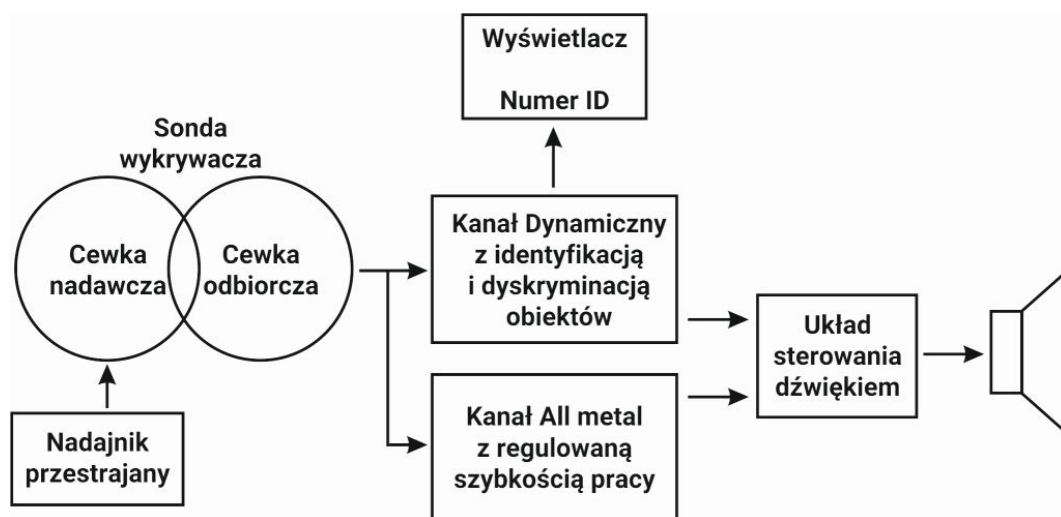 Wyświetlacz
Numer ID
Sonda
wykrywacza
Cewka
nadawcza
Cewka
odbiorcza
Kanał Dynamiczny
z identyfikacją
i dyskryminacją
obiektów
Układ
sterowania
dźwiękiem
Nadajnik
przestrajany
Kanał All metal
z regulowaną
szybkością pracy